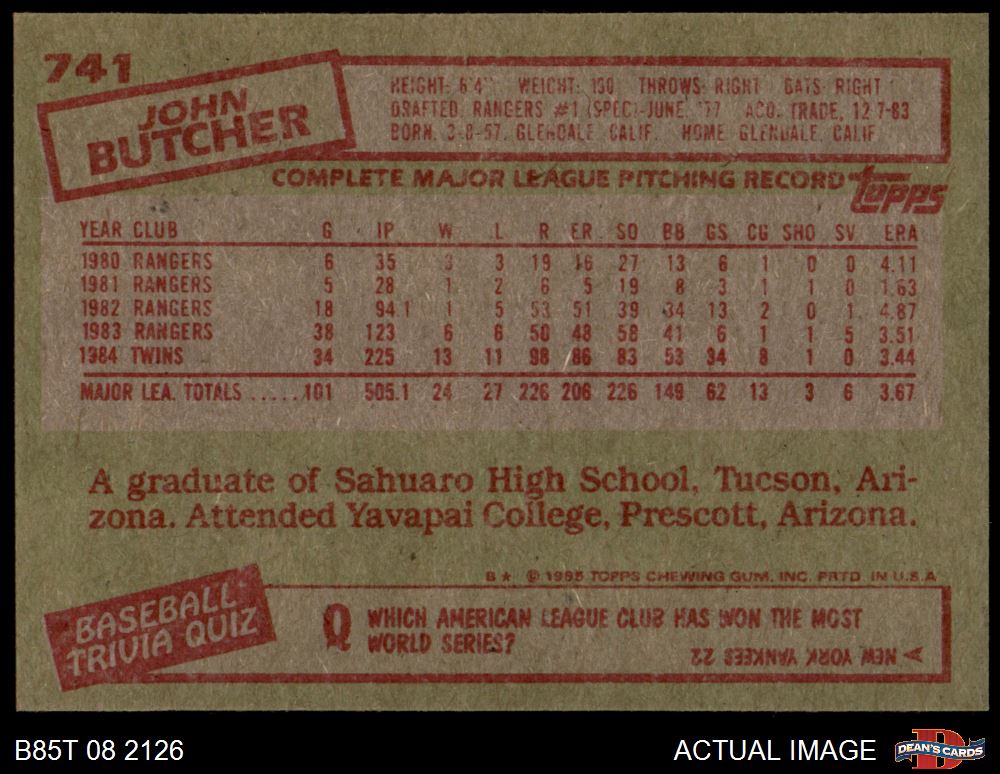 741
JOHN
BUTCHER
HEIGHT: 6'4" WEIGHT: 190 THROWS: RIGHT BATS: RIGHT
DRAFTED: RANGERS #1 (SPEC)-JUNE, '77 ACQ. TRADE, 12-7-83
BORN: 3-8-57, GLENDALE, CALIF. HOME: GLENDALE, CALIF.
COMPLETE MAJOR LEAGUE PITCHING RECORD topps
YEAR CLUB G IP W L R ER SO BB GS CG SHO SV ERA
1980 RANGERS 6 35 3 3 19 16 27 13 6 1 0 0 4.11
1981 RANGERS 5 28 1 2 6 5 19 8 3 1 1 0 1.63
1982 RANGERS 18 94.1 1 5 53 51 39 34 13 2 0 1 4.87
1983 RANGERS 38 123 6 6 50 48 58 41 6 1 1 5 3.51
1984 TWINS 34 225 13 11 98 86 83 53 34 8 1 0 3.44
MAJOR LEA. TOTALS .....101 505.1 24 27 226 206 226 149 62 13 3 6 3.67
A graduate of Sahuaro High School, Tucson, Ari-
zona. Attended Yavapai College, Prescott, Arizona.
B★ © 1985 TOPPS CHEWING GUM, INC. PRTD. IN U.S.A.
BASEBALL
TRIVIA QUIZ
Q WHICH AMERICAN LEAGUE CLUB HAS WON THE MOST
WORLD SERIES?
A NEW YORK YANKEES 22
B85T 08 2126
ACTUAL IMAGE
D
DEAN'S CARDS